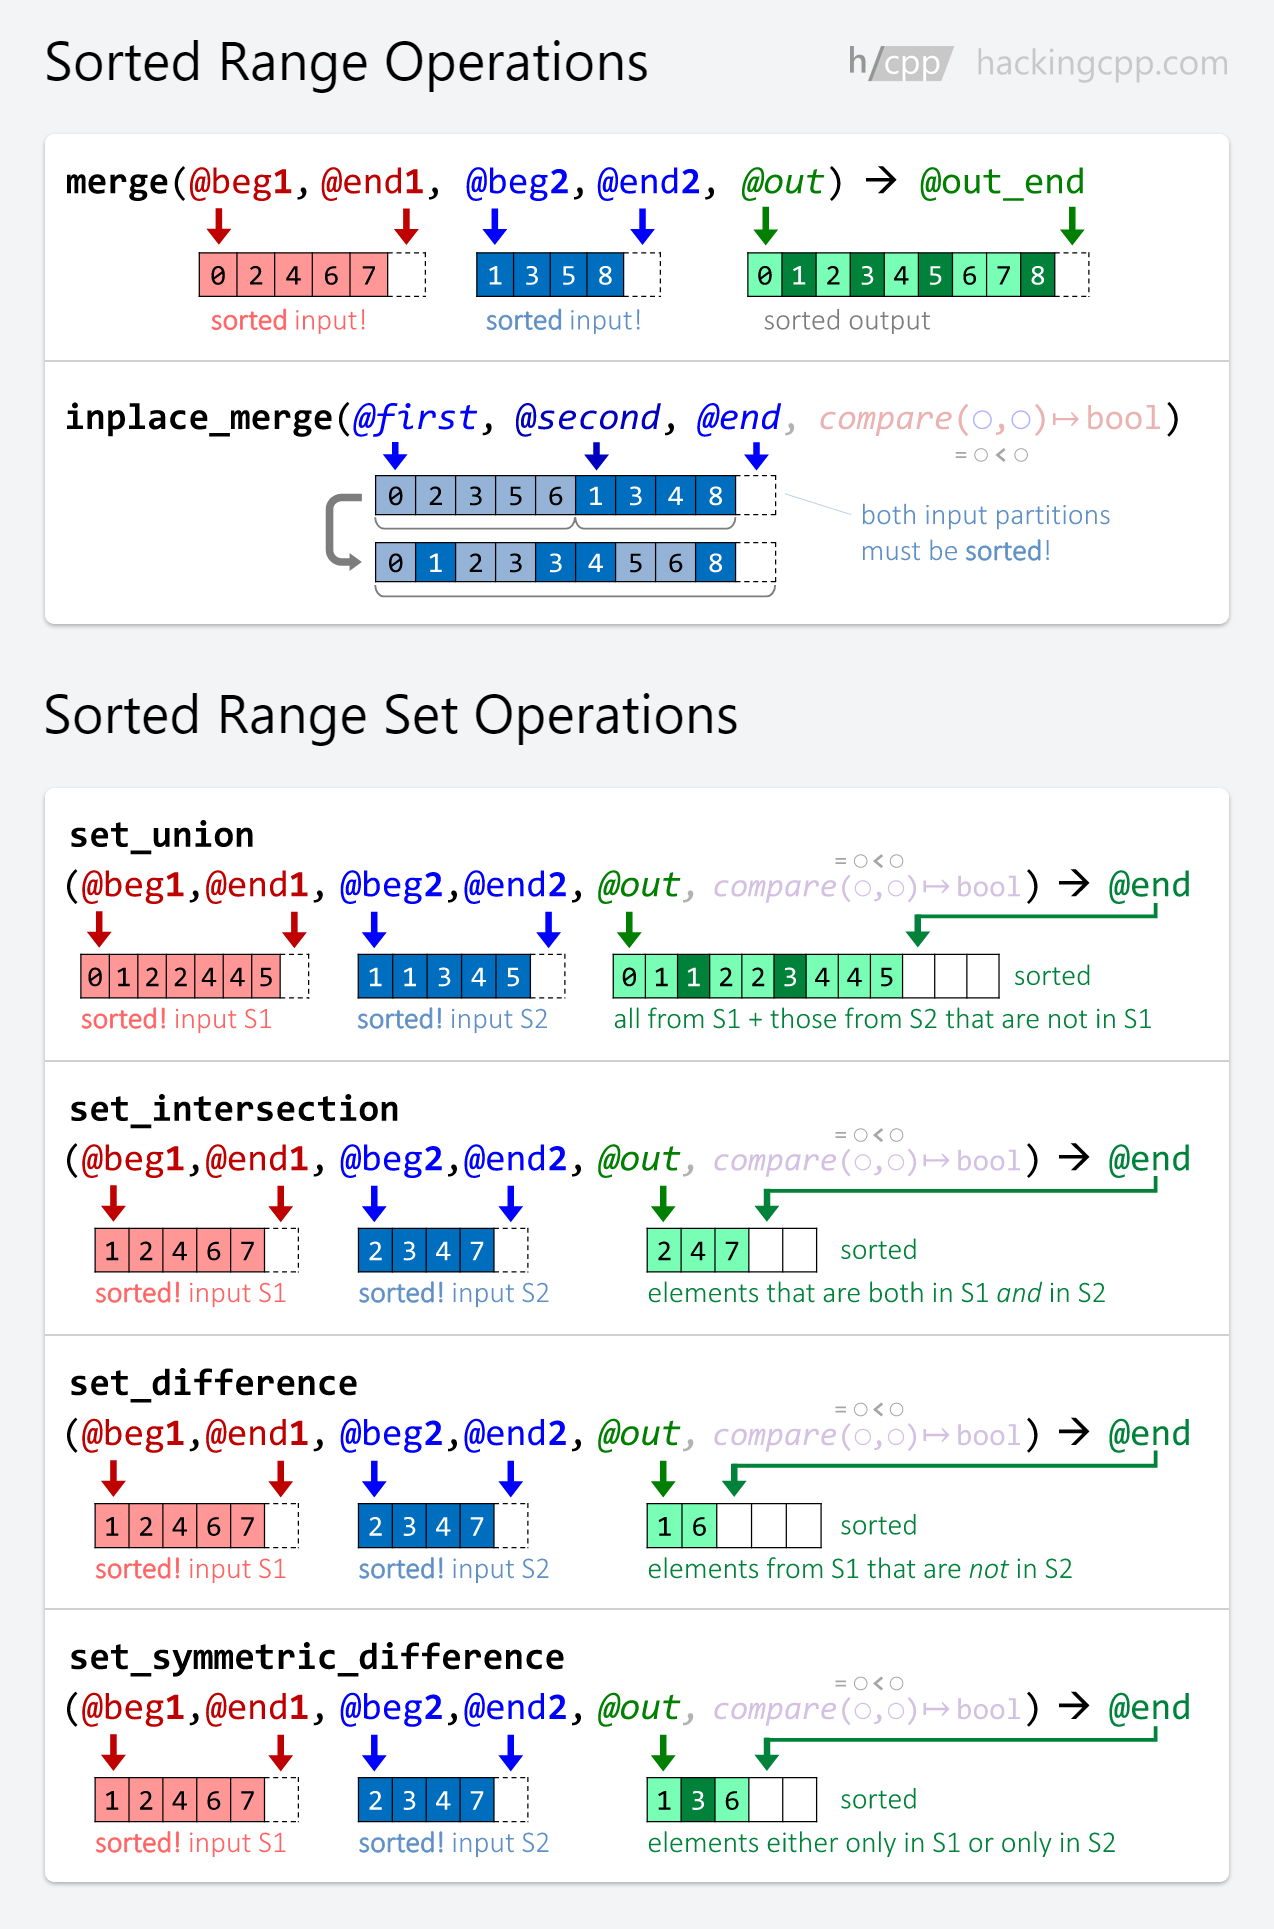 Sorted Range Operations
h/cpp hackingcpp.com
merge(@beg1, @end1, @beg2, @end2, @out) → @out_end
0 2 4 6 7 1 3 5 8 0 1 2 3 4 5 6 7 8
sorted input! sorted input! sorted output
inplace_merge(@first, @second, @end, compare(○,○)↦bool)
= ○ < ○
0 2 3 5 6 1 3 4 8
both input partitions
must be sorted!
0 1 2 3 3 4 5 6 8
Sorted Range Set Operations
set_union
= ○ < ○
(@beg1,@end1, @beg2,@end2, @out, compare(○,○)↦bool) → @end
0 1 2 2 4 4 5 1 1 3 4 5 0 1 1 2 2 3 4 4 5 sorted
sorted! input S1 sorted! input S2 all from S1 + those from S2 that are not in S1
set_intersection
= ○ < ○
(@beg1,@end1, @beg2,@end2, @out, compare(○,○)↦bool) → @end
1 2 4 6 7 2 3 4 7 2 4 7 sorted
sorted! input S1 sorted! input S2 elements that are both in S1 and in S2
set_difference
= ○ < ○
(@beg1,@end1, @beg2,@end2, @out, compare(○,○)↦bool) → @end
1 2 4 6 7 2 3 4 7 1 6 sorted
sorted! input S1 sorted! input S2 elements from S1 that are not in S2
set_symmetric_difference
= ○ < ○
(@beg1,@end1, @beg2,@end2, @out, compare(○,○)↦bool) → @end
1 2 4 6 7 2 3 4 7 1 3 6 sorted
sorted! input S1 sorted! input S2 elements either only in S1 or only in S2